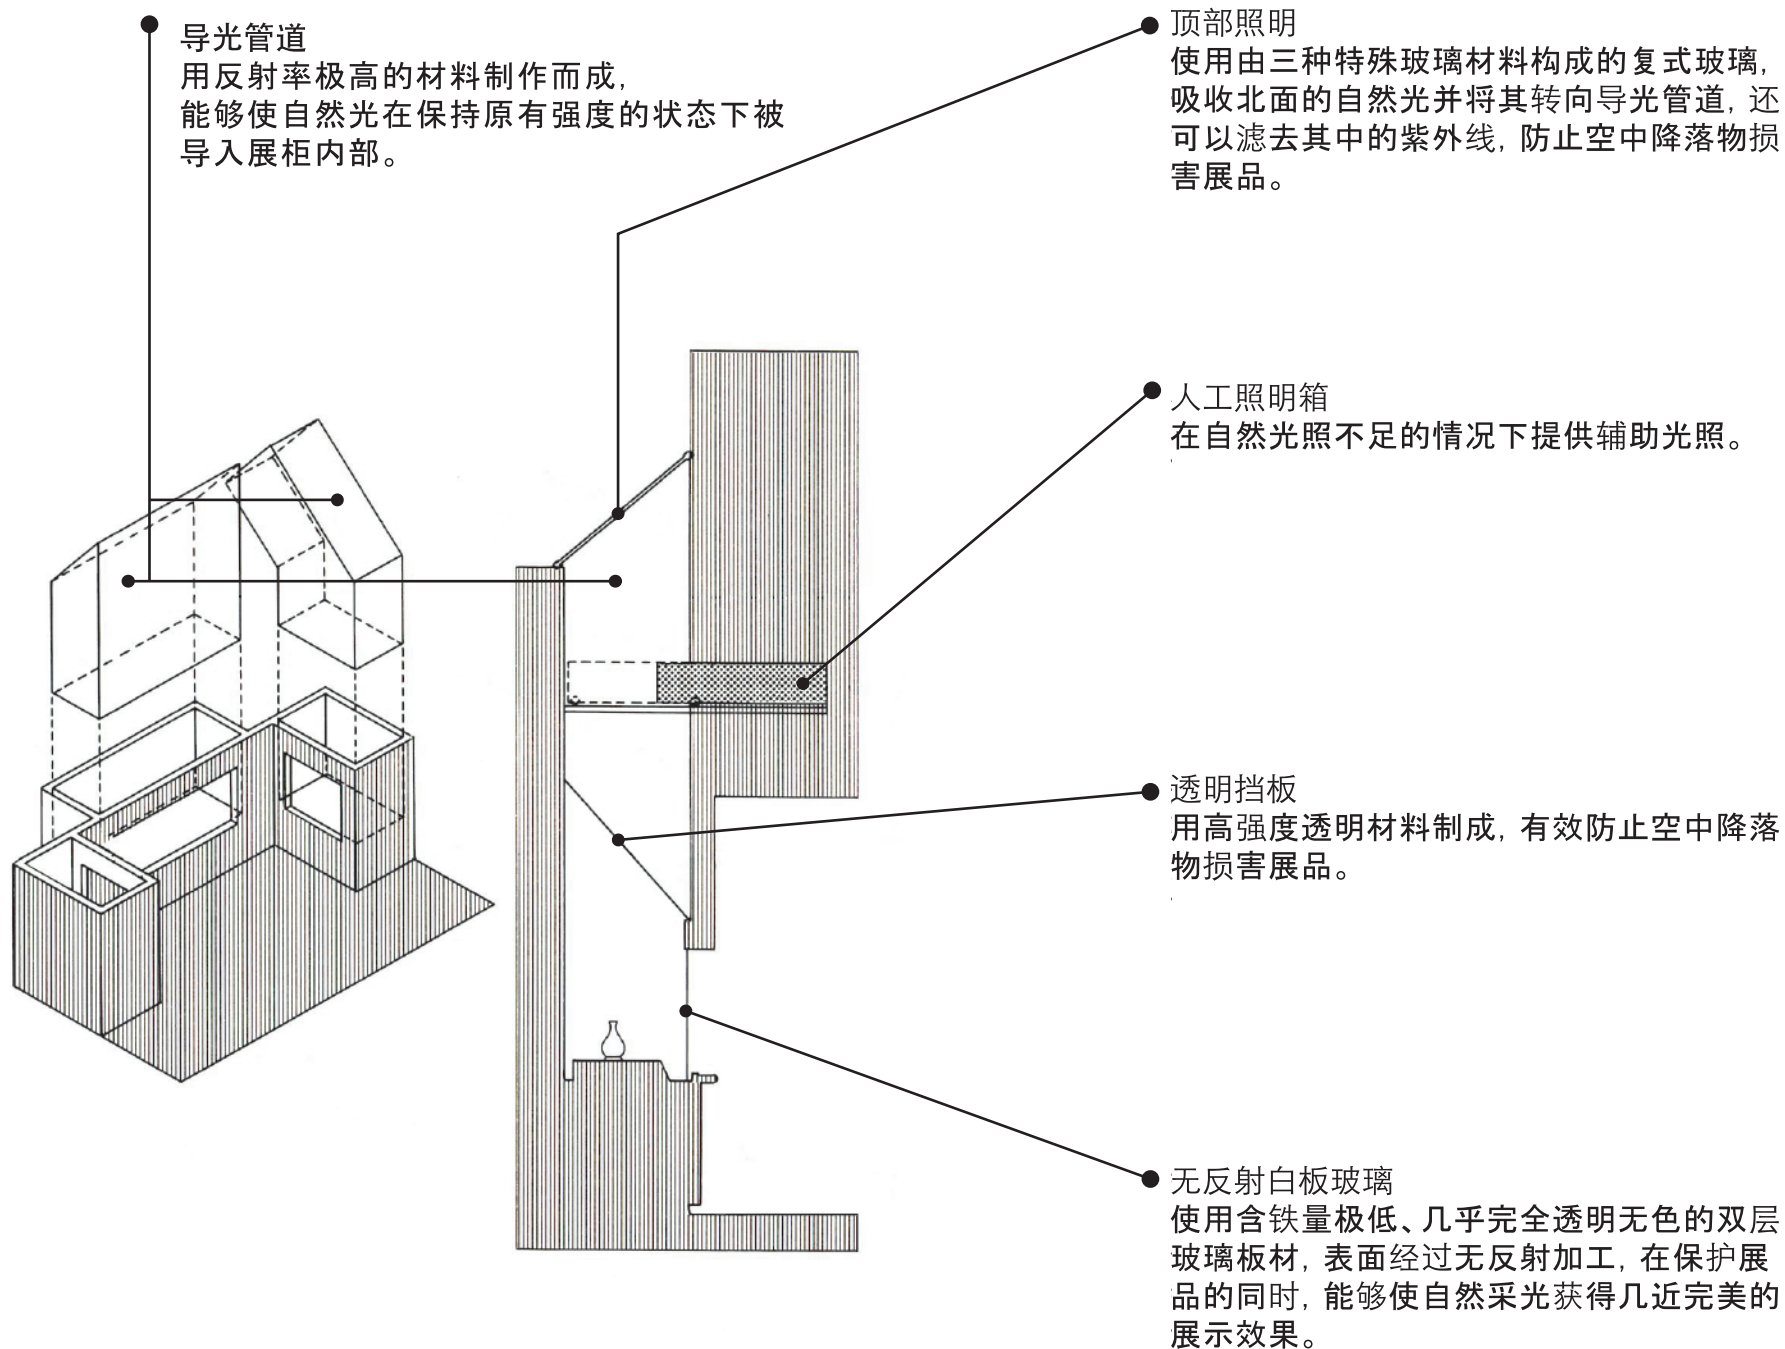 导光管道
用反射率极高的材料制作而成,
能够使自然光在保持原有强度的状态下被
导入展柜内部。
顶部照明
使用由三种特殊玻璃材料构成的复式玻璃,
吸收北面的自然光并将其转向导光管道, 还
可以滤去其中的紫外线, 防止空中降落物损
害展品。
人工照明箱
在自然光照不足的情况下提供辅助光照。
透明挡板
用高强度透明材料制成, 有效防止空中降落
物损害展品。
无反射白板玻璃
使用含铁量极低、几乎完全透明无色的双层
玻璃板材, 表面经过无反射加工, 在保护展
品的同时, 能够使自然采光获得几近完美的
展示效果。